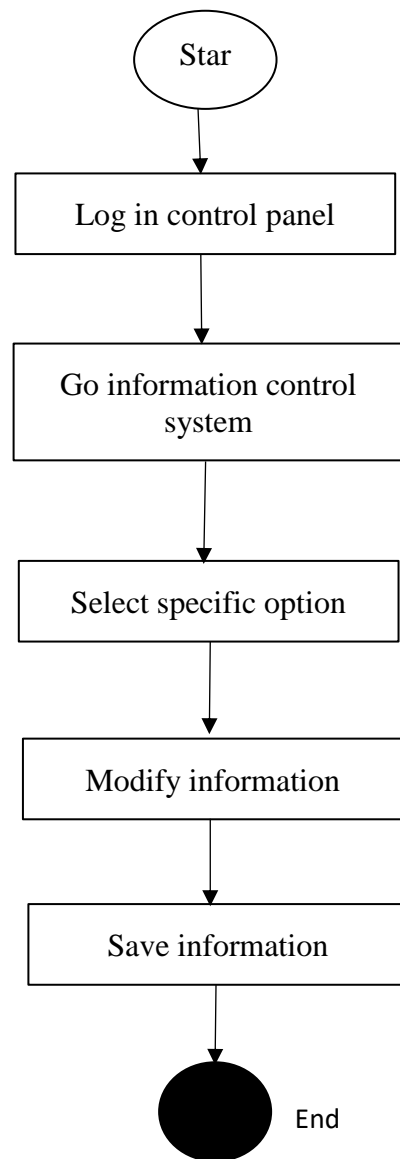 Star
Log in control panel
Go information control
system
Select specific option
Modify information
Save information
End